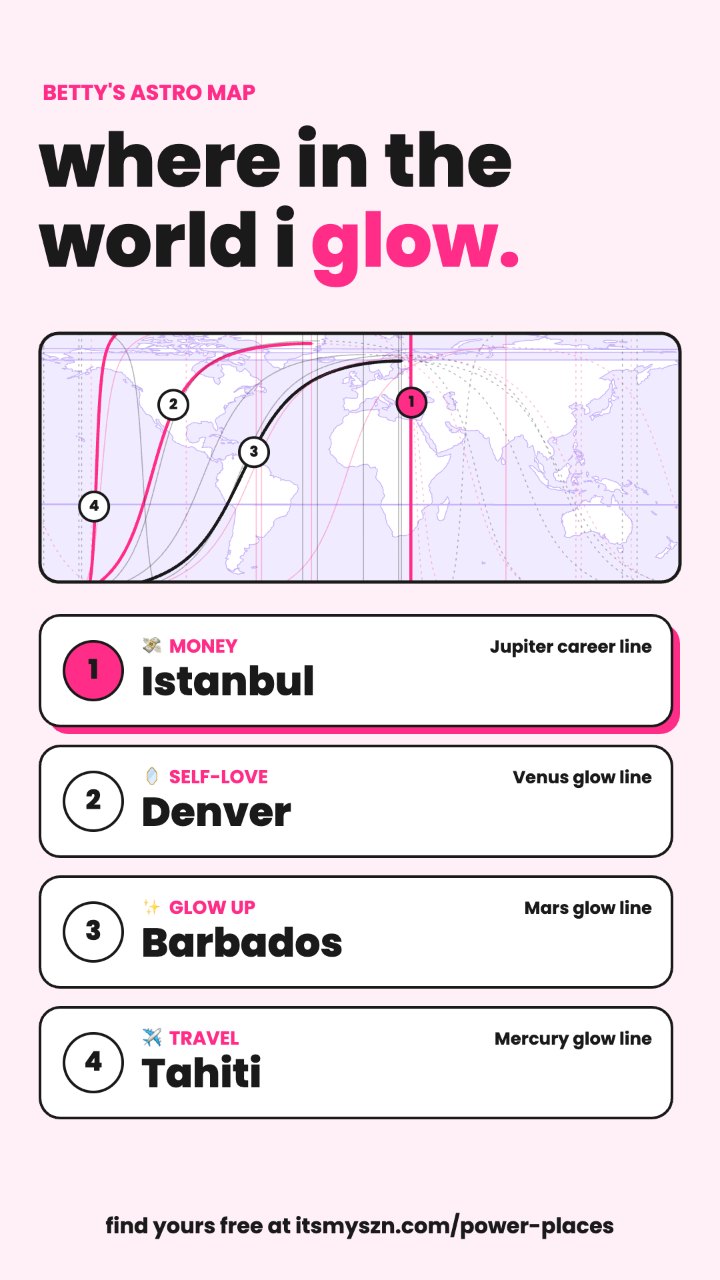 BETTY'S ASTRO MAP
where in the
world i glow.
2
1
3
4
1
💸 MONEY
Jupiter career line
Istanbul
2
🪞 SELF-LOVE
Venus glow line
Denver
3
✨ GLOW UP
Mars glow line
Barbados
4
✈️ TRAVEL
Mercury glow line
Tahiti
find yours free at itsmyszn.com/power-places